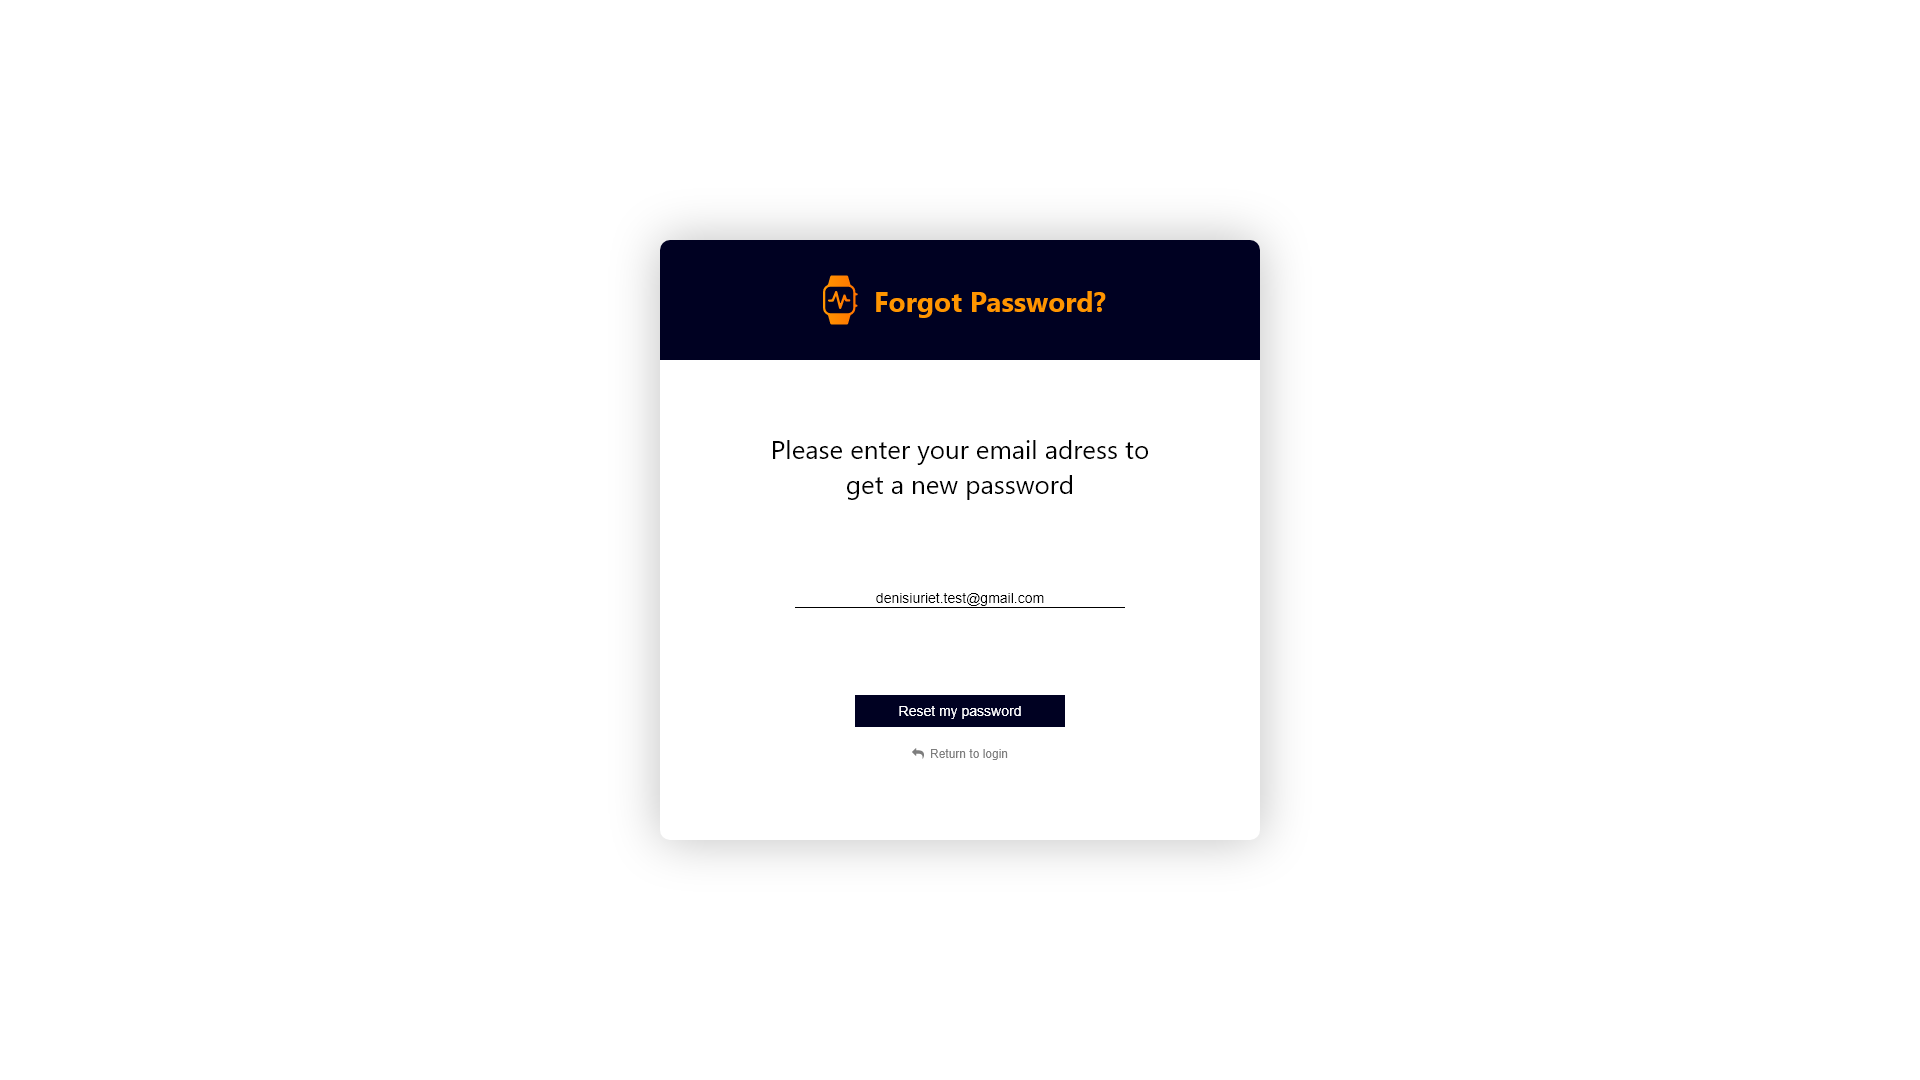 Forgot Password?
Please enter your email adress to
get a new password
denisiuriet.test@gmail.com
Reset my password
Return to login